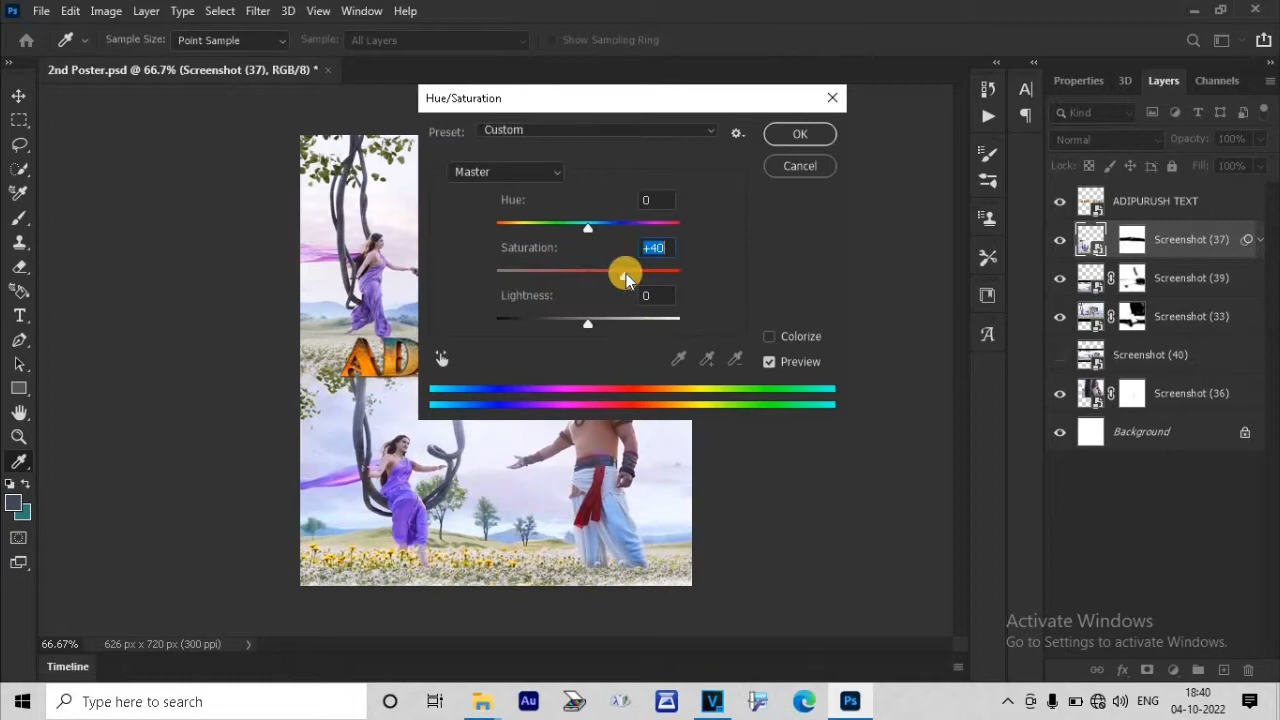 Ps File Edit Image Layer Type Select Filter 3D View Window Help
Sample Size: Point Sample Sample: All Layers Show Sampling Ring
2nd Poster.psd @ 66.7% (Screenshot (37), RGB/8) * ×
Hue/Saturation
Preset: Custom
OK
Cancel
Master
Hue: 0
Saturation: +40
Lightness: 0
Colorize
Preview
AD
Properties 3D Layers Channels
Kind
Normal Opacity: 100%
Lock: Fill: 100%
ADIPURUSH TEXT
Screenshot (37)
Screenshot (39)
Screenshot (33)
Screenshot (40)
Screenshot (36)
Background
Activate Windows
Go to Settings to activate Windows.
66.67% 626 px x 720 px (300 ppi)
Timeline
Type here to search
Au
V
Ps
ENG
18:40
04-10-2022